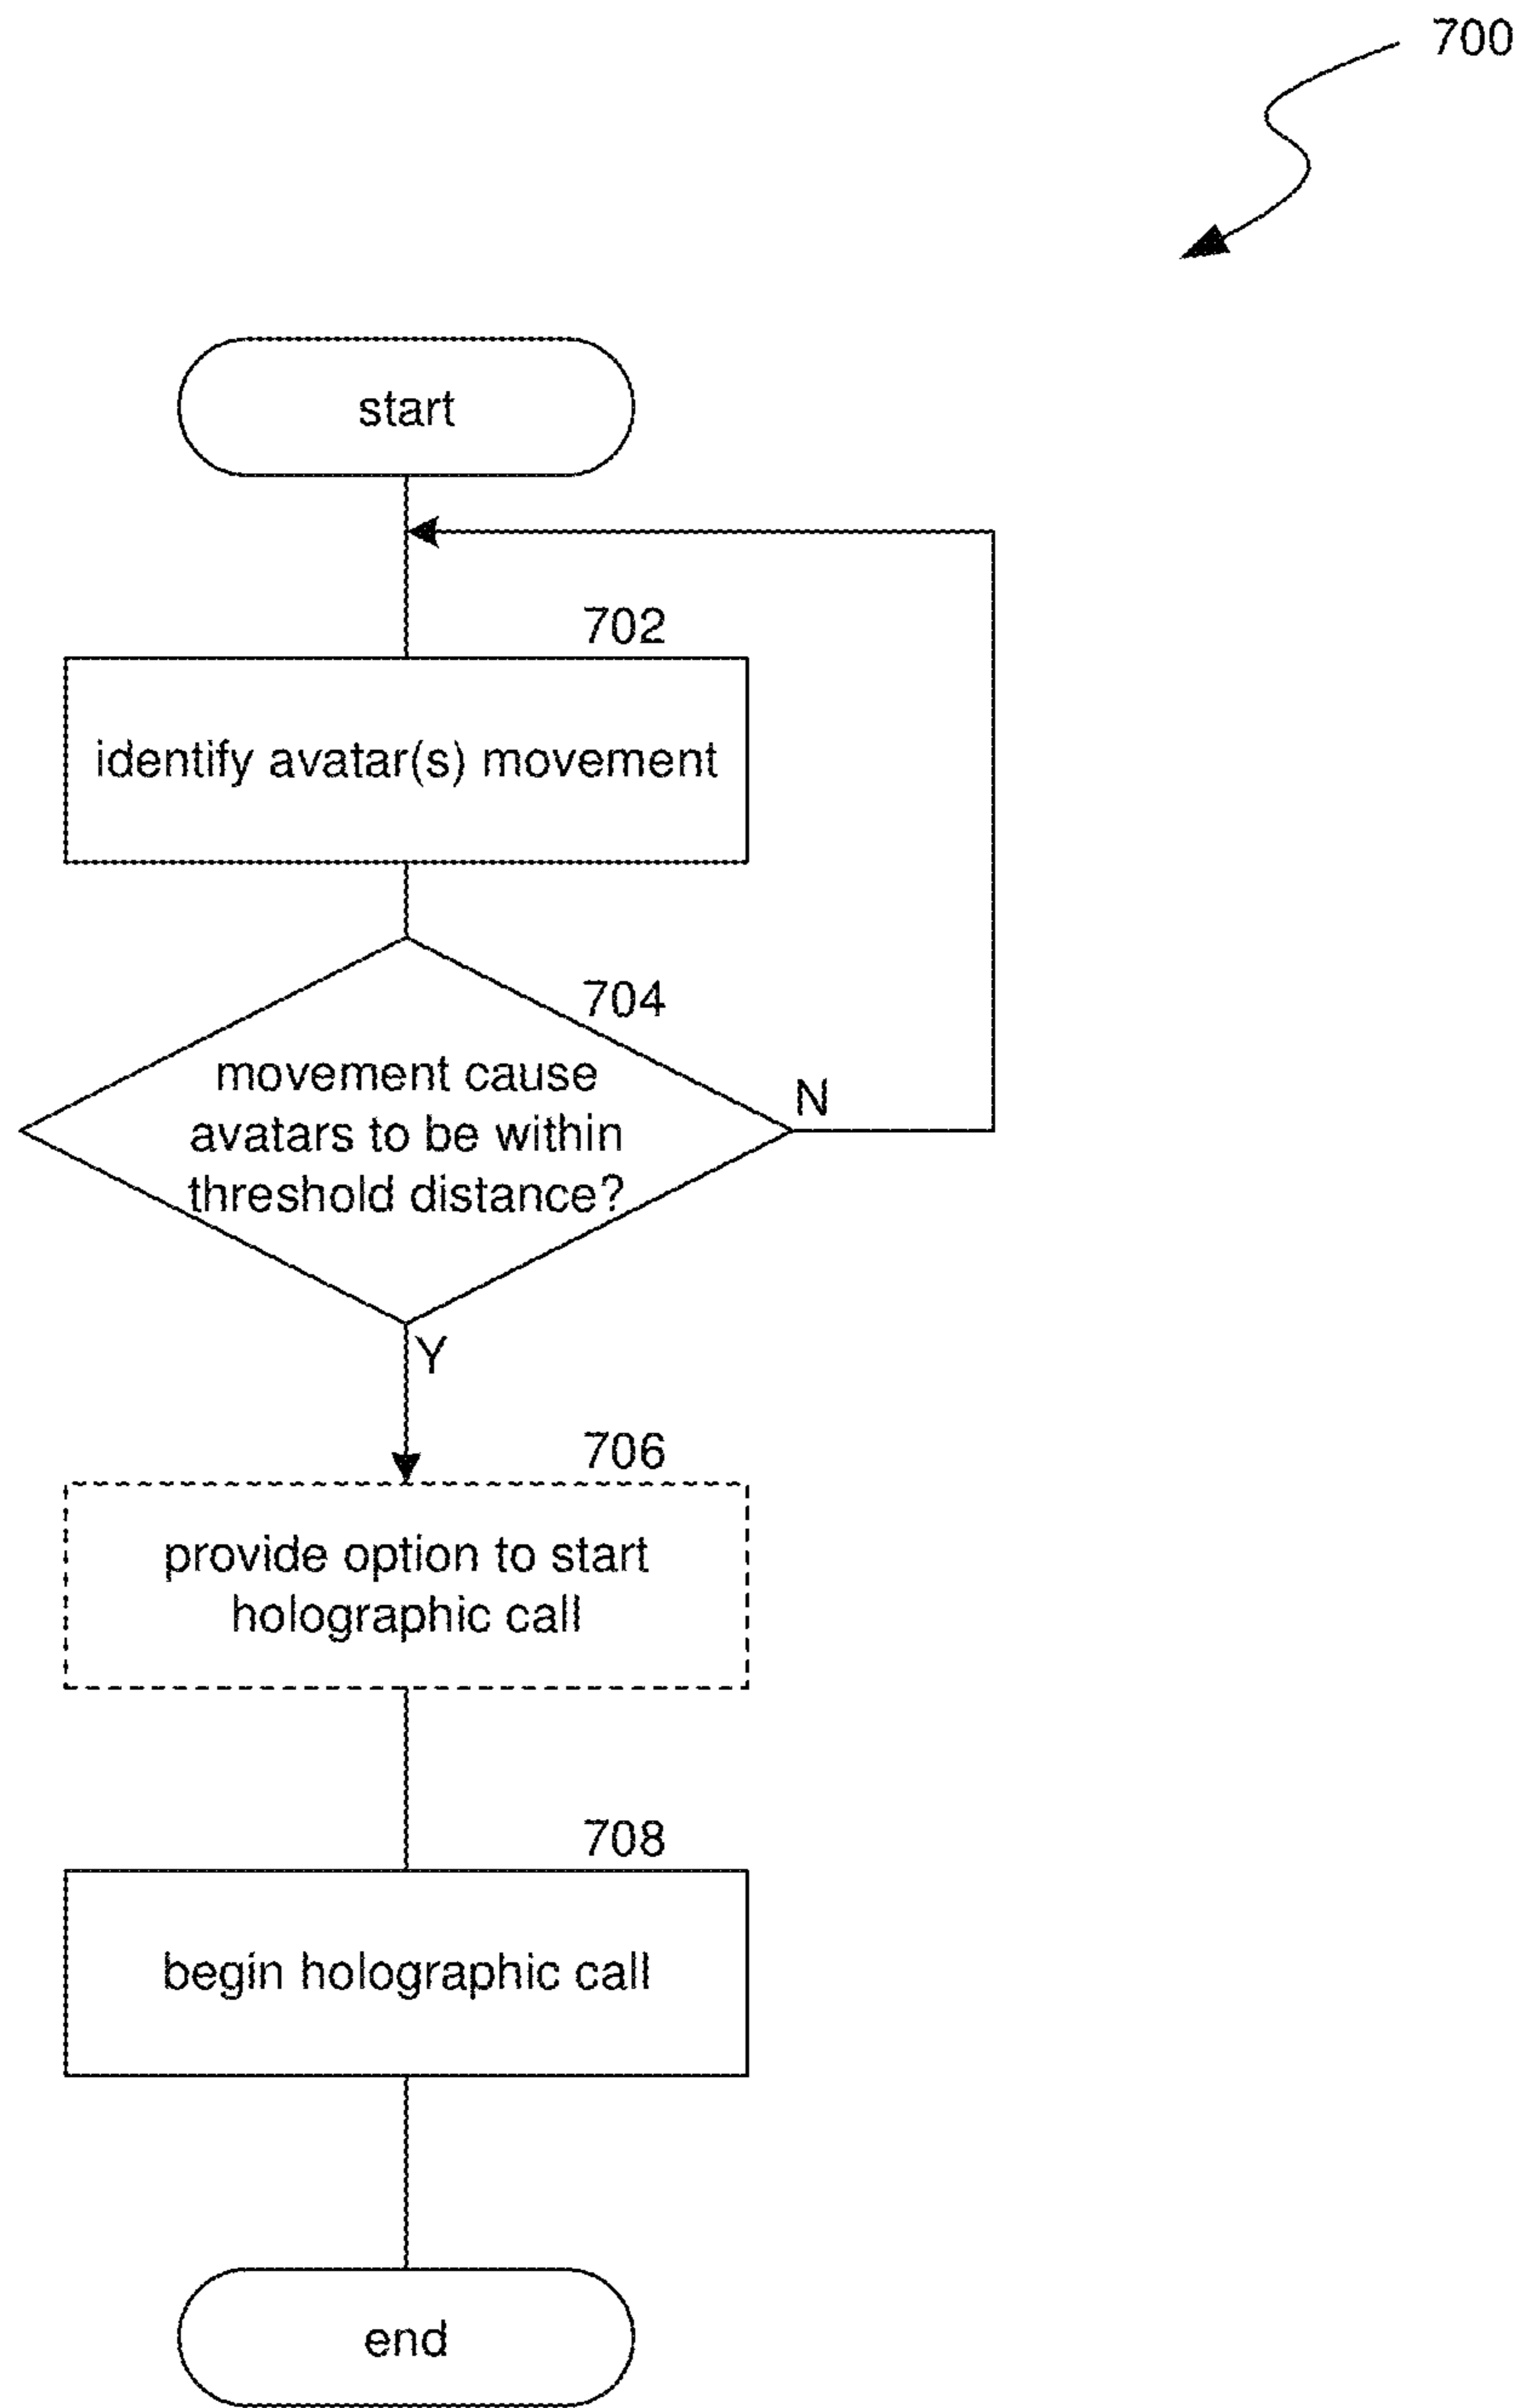 700
start
702
identify avatar(s) movement
704
movement cause
avatars to be within
threshold distance?
N
Y
706
provide option to start
holographic call
708
begin holographic call
end